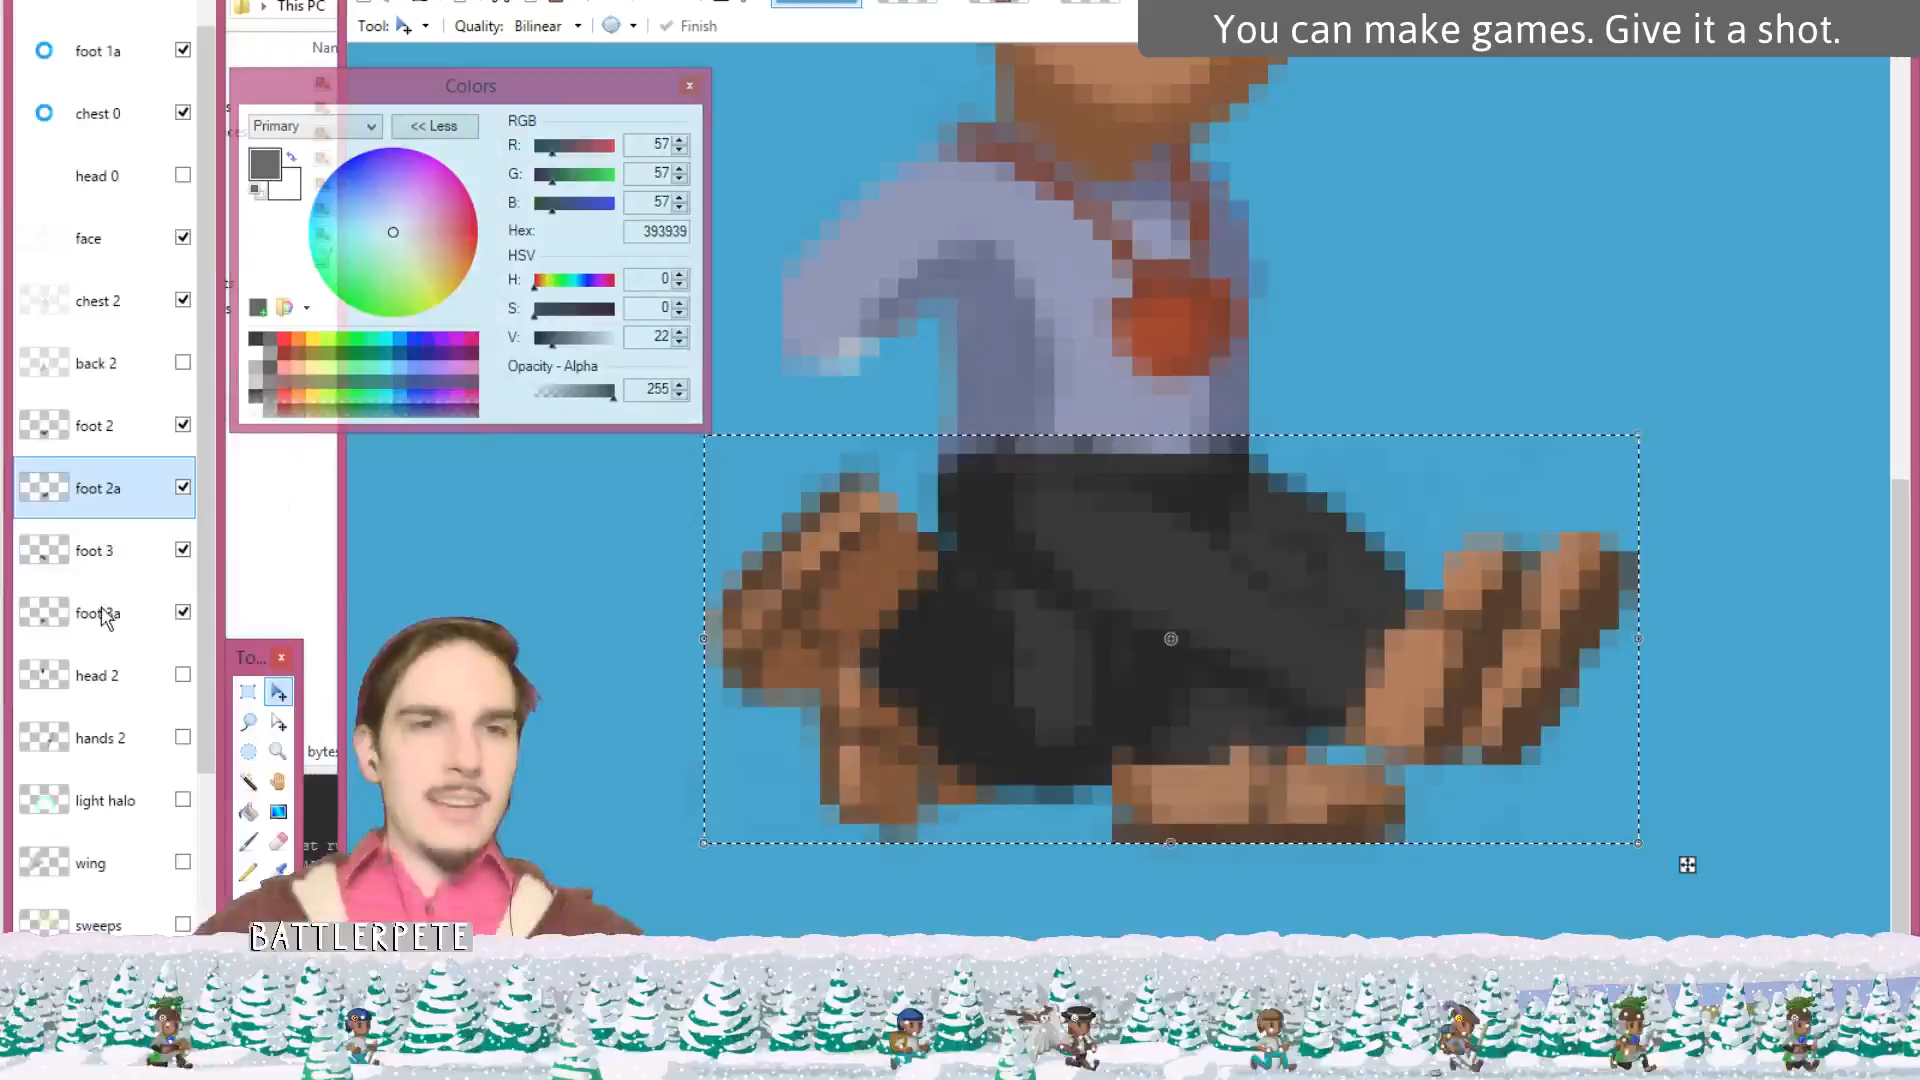 This PC
Nam
Tool:
Quality:
Bilinear
Finish
You can make games. Give it a shot.
foot 1a
chest 0
head 0
face
chest 2
back 2
foot 2
foot 2a
foot 3
head 2
hands 2
light halo
wing
sweeps
Colors
Primary
<< Less
RGB
R: 57
G: 57
B: 57
Hex: 393939
HSV
H: 0
S: 0
V: 22
Opacity - Alpha
255
To...
bytes
BATTLERPETE